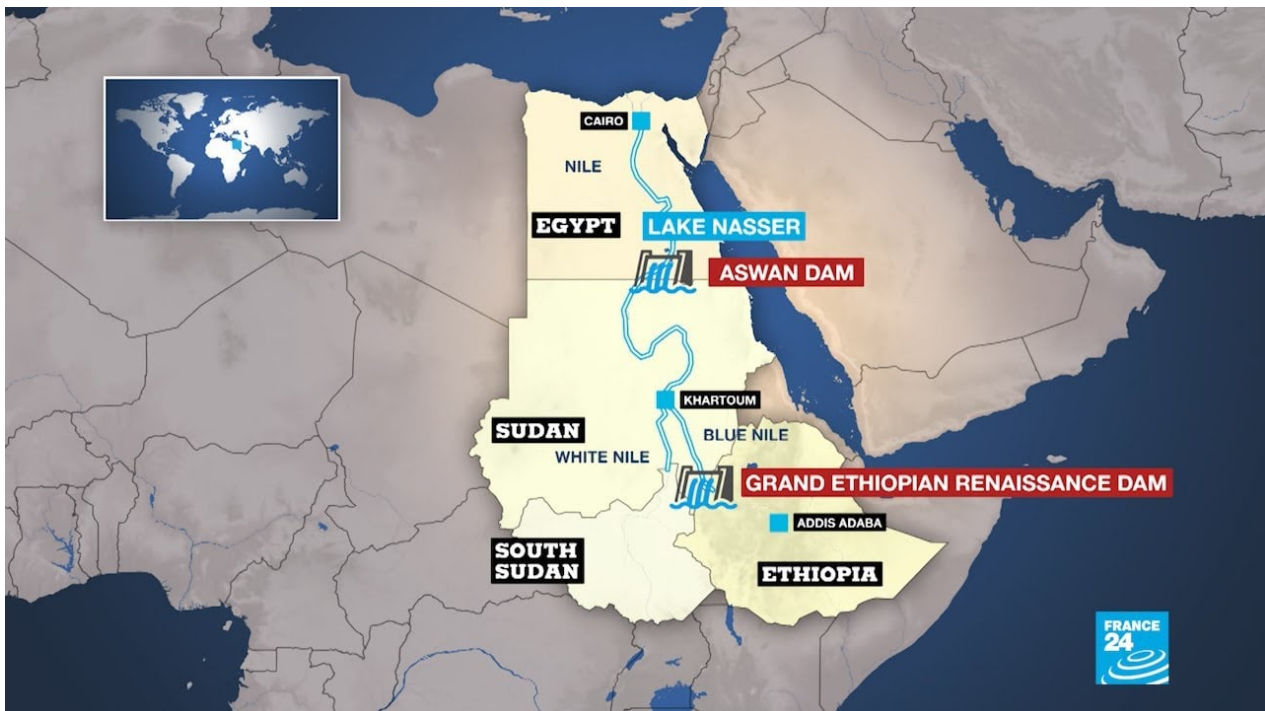 CAIRO
NILE
EGYPT
LAKE NASSER
ASWAN DAM
KHARTOUM
SUDAN
BLUE NILE
WHITE NILE
GRAND ETHIOPIAN RENAISSANCE DAM
ADDIS ADABA
SOUTH
SUDAN
ETHIOPIA
FRANCE
24